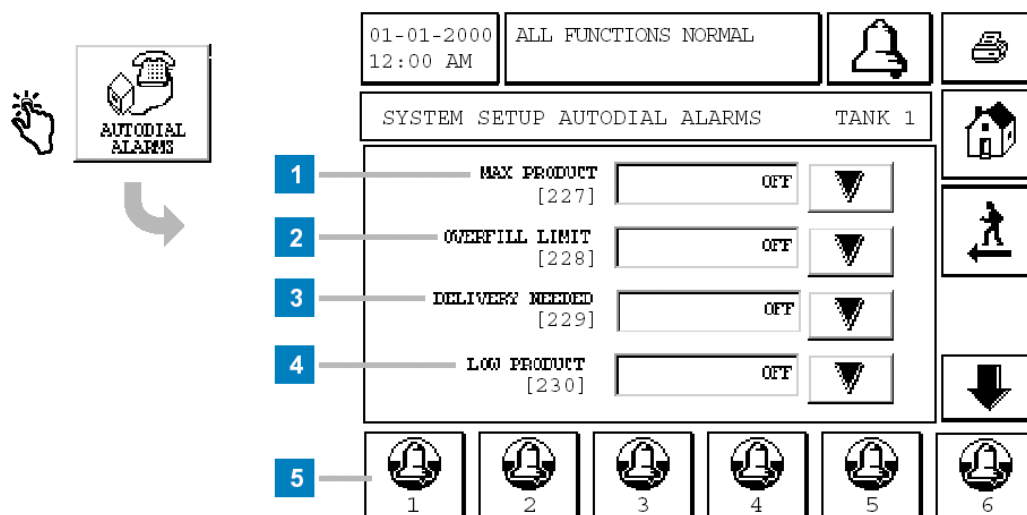 AUTODIAL
ALARMS
01-01-2000
12:00 AM
ALL FUNCTIONS NORMAL
SYSTEM SETUP AUTODIAL ALARMS TANK 1
1 MAX PRODUCT OFF
[227]
2 OVERFILL LIMIT OFF
[228]
3 DELIVERY NEEDED OFF
[229]
4 LOW PRODUCT OFF
[230]
5
1 2 3 4 5 6